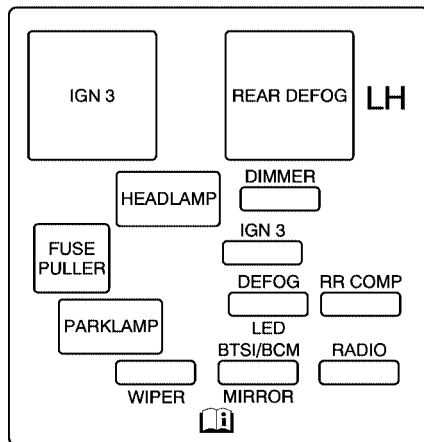 IGN 3
REAR DEFOG
LH
DIMMER
HEADLAMP
IGN 3
FUSE
PULLER
DEFOG
RR COMP
PARKLAMP
LED
BTSI/BCM
RADIO
WIPER
MIRROR
i